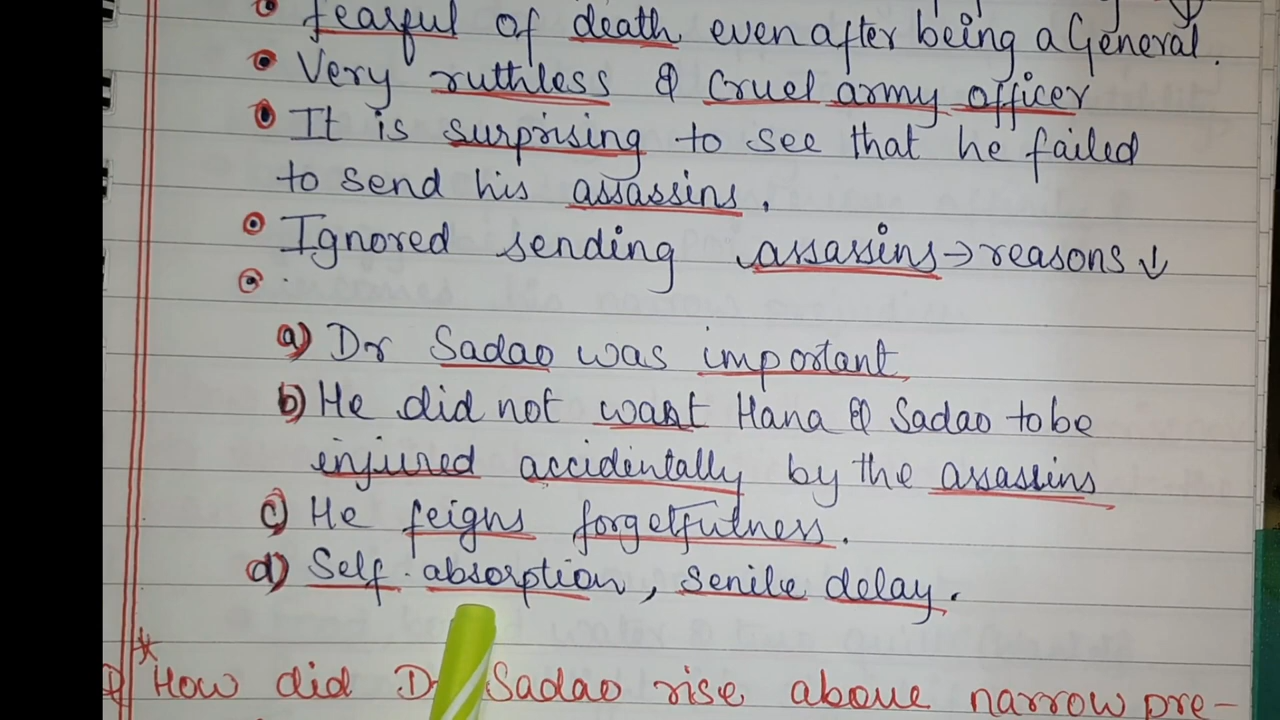 • fearful of death even after being a General.
• Very ruthless & cruel army officer
• It is surprising to see that he failed
to send his assassins.
• Ignored sending assassins → reasons ↓
• .
a) Dr Sadao was important
b) He did not want Hana & Sadao to be
injured accidentally by the assassins
c) He feigns forgetfulness.
d) Self absorption, senile delay.
* How did Dr Sadao rise above narrow pre-